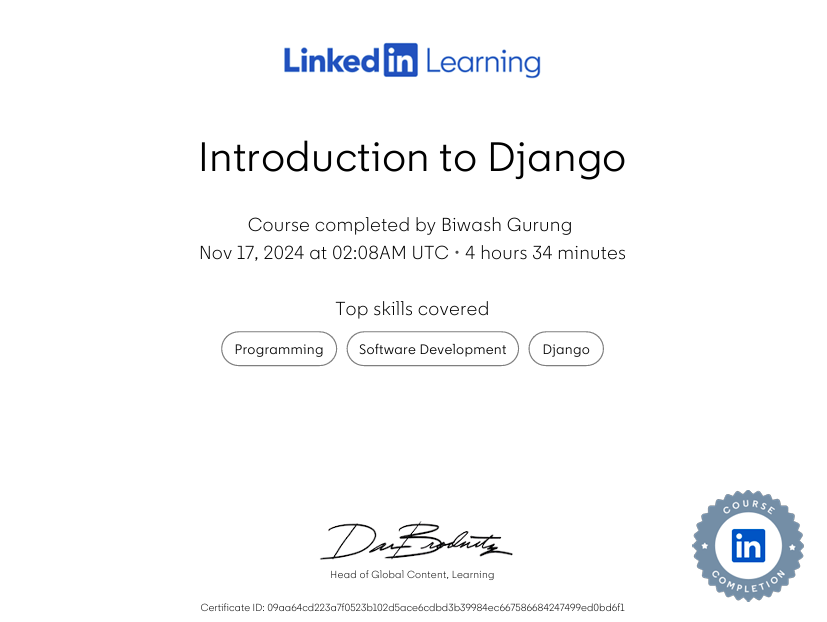 Linked in Learning
Introduction to Django
Course completed by Biwash Gurung
Nov 17, 2024 at 02:08AM UTC • 4 hours 34 minutes
Top skills covered
Programming Software Development Django
Dan Brodnitz
Head of Global Content, Learning
Certificate ID: 09aa64cd223a7f0523b102d5ace6cdbd3b39984ec667586684247499ed0bd6f1
COURSE
in
COMPLETION